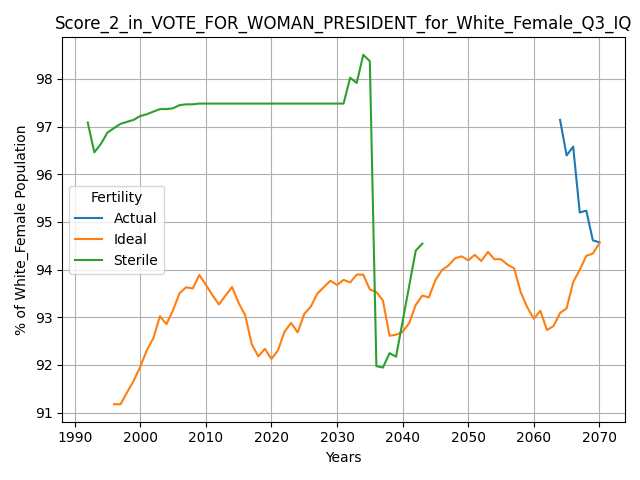 Score_2_in_VOTE_FOR_WOMAN_PRESIDENT_for_White_Female_Q3_IQ
% of White_Female Population
98
97
96
95
94
93
92
91
Fertility
Actual
Ideal
Sterile
1990 2000 2010 2020 2030 2040 2050 2060 2070
Years